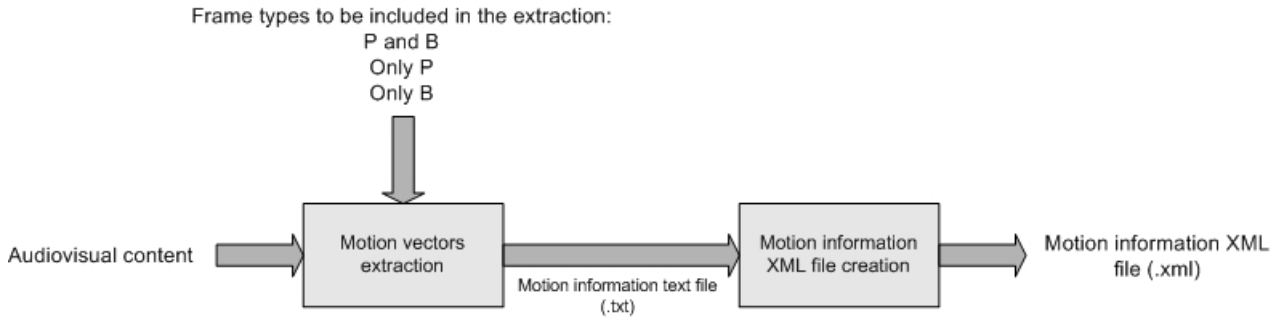 Frame types to be included in the extraction:
P and B
Only P
Only B
Audiovisual content
Motion vectors
extraction
Motion information text file
(.txt)
Motion information
XML file creation
Motion information XML
file (.xml)